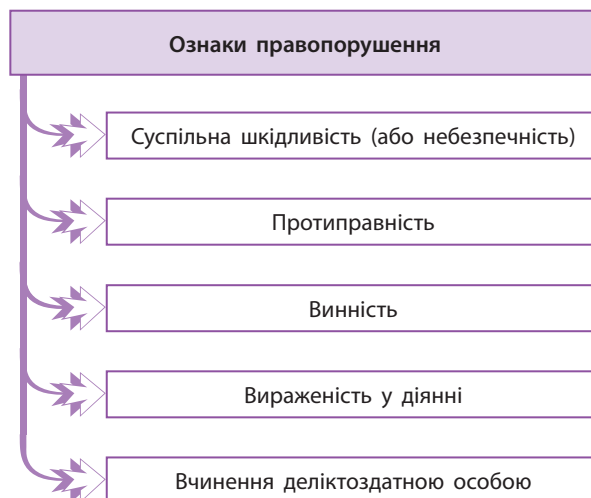 Ознаки правопорушення
Суспільна шкідливість (або небезпечність)
Протиправність
Винність
Вираженість у діянні
Вчинення деліктоздатною особою